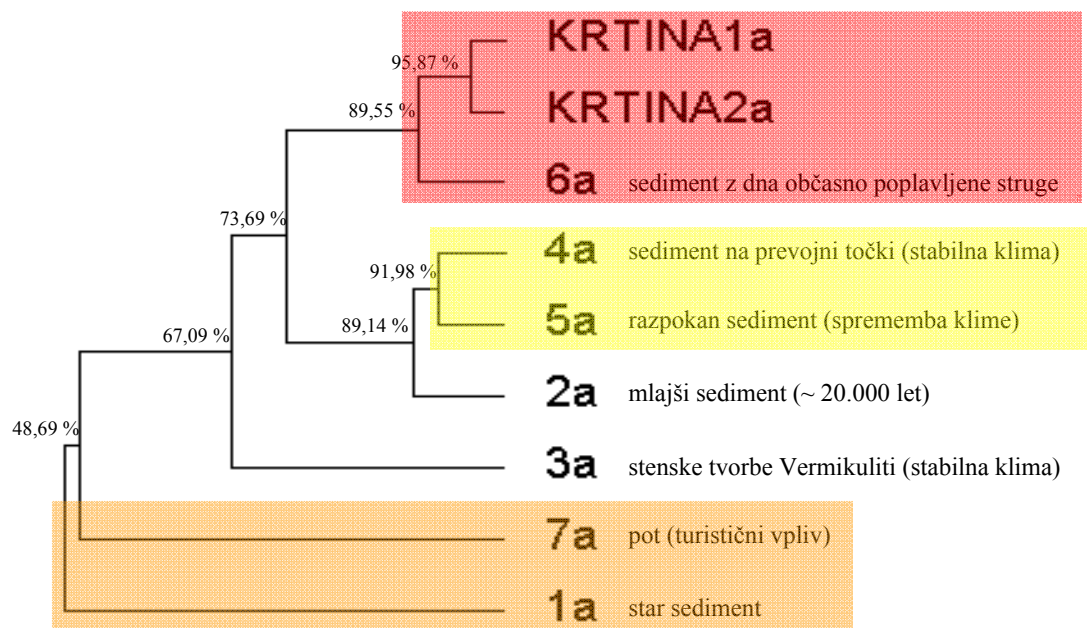 KRTINA1a
95,87 %
KRTINA2a
89,55 %
6a sediment z dna občasno poplavljene struge
73,69 %
4a sediment na prevojni točki (stabilna klima)
91,98 %
5a razpokan sediment (sprememba klime)
89,14 %
67,09 %
2a mlajši sediment (~ 20.000 let)
48,69 %
3a stenske tvorbe Vermikuliti (stabilna klima)
7a pot (turistični vpliv)
1a star sediment